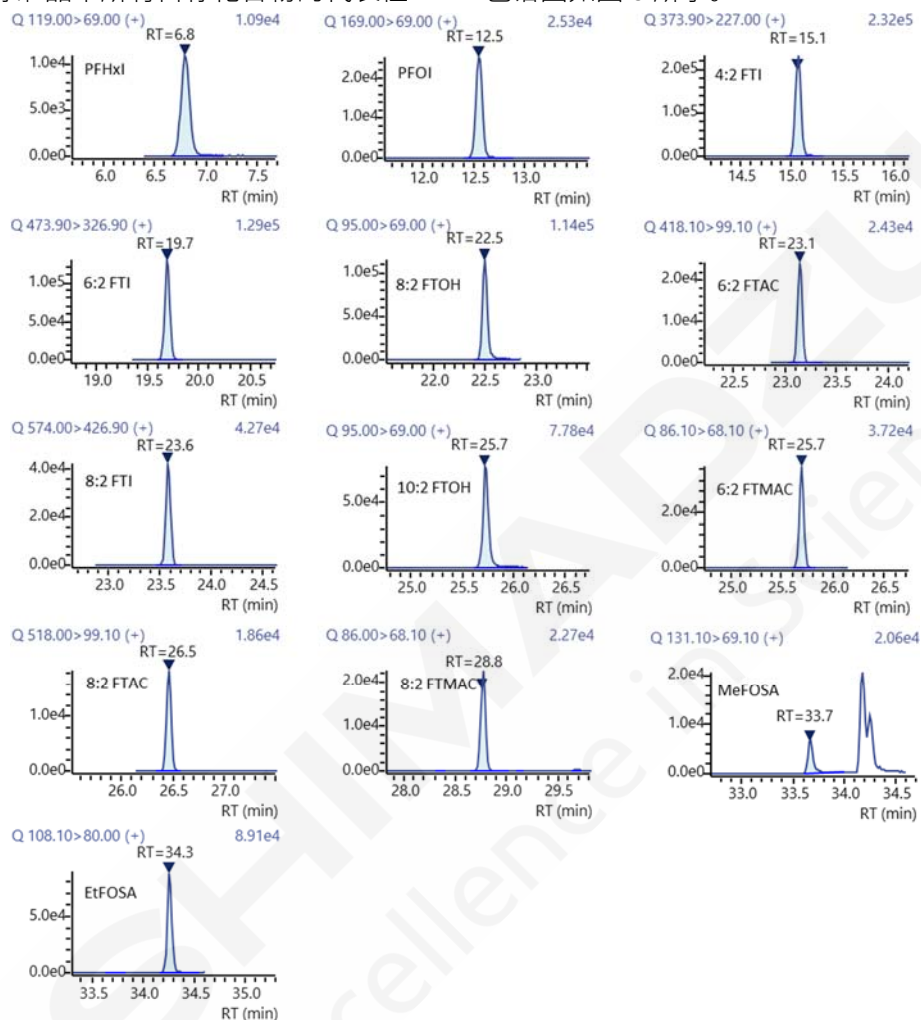 Q 119.00>69.00 (+) 1.09e4
RT=6.8
PFHxI
1.0e4
5.0e3
0.0e0
6.0 6.5 7.0 7.5
RT (min)
Q 169.00>69.00 (+) 2.53e4
RT=12.5
PFOI
2.0e4
1.0e4
0.0e0
12.0 12.5 13.0
RT (min)
Q 373.90>227.00 (+) 2.32e5
RT=15.1
4:2 FTI
2.0e5
1.0e5
0.0e0
14.5 15.0 15.5 16.0
RT (min)
Q 473.90>326.90 (+) 1.29e5
RT=19.7
6:2 FTI
1.0e5
5.0e4
0.0e0
19.0 19.5 20.0 20.5
RT (min)
Q 95.00>69.00 (+) 1.14e5
RT=22.5
8:2 FTOH
1.0e5
5.0e4
0.0e0
22.0 22.5 23.0
RT (min)
Q 418.10>99.10 (+) 2.43e4
RT=23.1
6:2 FTAC
2.0e4
1.0e4
0.0e0
22.5 23.0 23.5 24.0
RT (min)
Q 574.00>426.90 (+) 4.27e4
RT=23.6
8:2 FTI
4.0e4
2.0e4
0.0e0
23.0 23.5 24.0 24.5
RT (min)
Q 95.00>69.00 (+) 7.78e4
RT=25.7
10:2 FTOH
5.0e4
0.0e0
25.0 25.5 26.0 26.5
RT (min)
Q 86.10>68.10 (+) 3.72e4
RT=25.7
6:2 FTMAC
2.0e4
0.0e0
25.0 25.5 26.0 26.5
RT (min)
Q 518.00>99.10 (+) 1.86e4
RT=26.5
8:2 FTAC
1.0e4
0.0e0
26.0 26.5 27.0
RT (min)
Q 86.00>68.10 (+) 2.27e4
RT=28.8
8:2 FTMAC
2.0e4
1.0e4
0.0e0
28.0 28.5 29.0 29.5
RT (min)
Q 131.10>69.10 (+) 2.06e4
MeFOSA
RT=33.7
2.0e4
1.0e4
0.0e0
33.0 33.5 34.0 34.5
RT (min)
Q 108.10>80.00 (+) 8.91e4
RT=34.3
EtFOSA
5.0e4
0.0e0
33.5 34.0 34.5 35.0
RT (min)
SHIMADZU
Excellence in Science